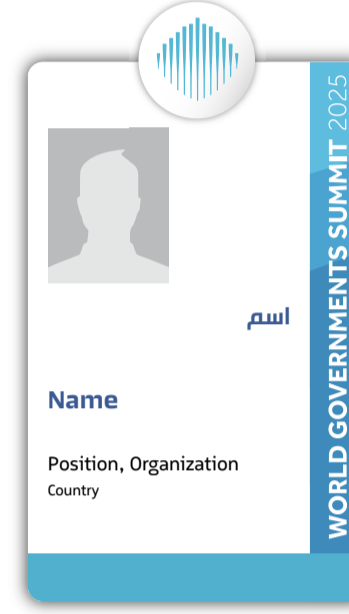 اسم
Name
Position, Organization
Country
WORLD GOVERNMENTS SUMMIT 2025